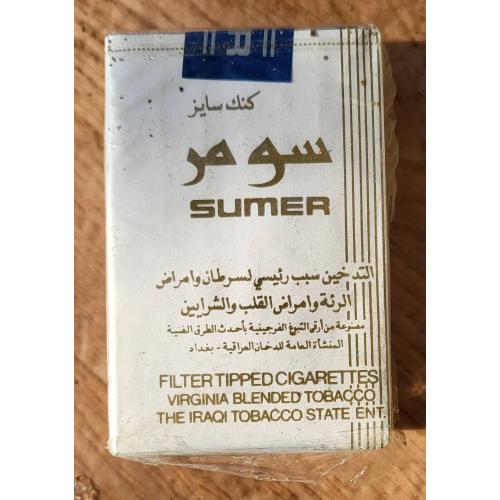 كنك سايز
سومر
SUMER
التدخين سبب رئيسي لسرطان وامراض
الرئة وامراض القلب والشرايين
مصنوعة من أرقى التبوغ الفرجينية بأحدث الطرق الفنية
المنشأة العامة للدخان العراقية - بغداد
FILTER TIPPED CIGARETTES
VIRGINIA BLENDED TOBACCO
THE IRAQI TOBACCO STATE ENT.